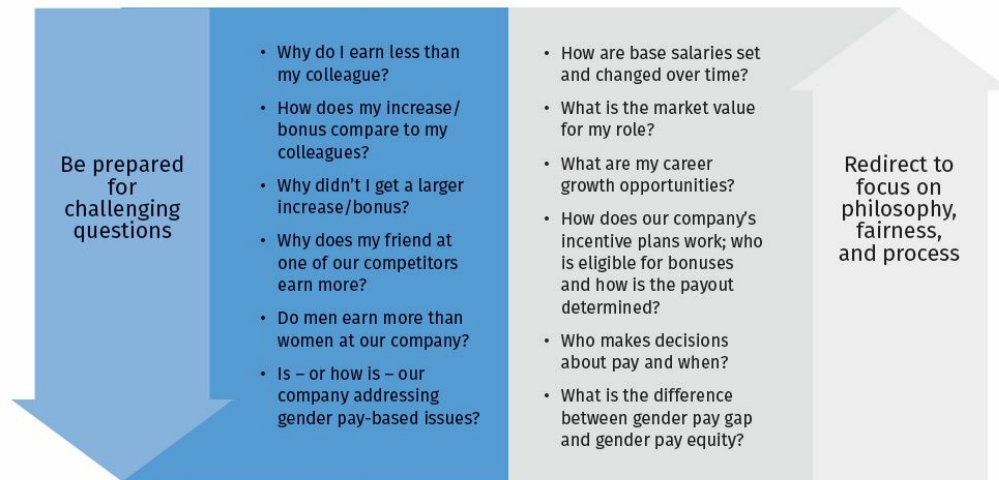 Be prepared
for
challenging
questions
• Why do I earn less than
my colleague?
• How does my increase/
bonus compare to my
colleagues?
• Why didn't I get a larger
increase/bonus?
• Why does my friend at
one of our competitors
earn more?
• Do men earn more than
women at our company?
• Is – or how is – our
company addressing
gender pay-based issues?
• How are base salaries set
and changed over time?
• What is the market value
for my role?
• What are my career
growth opportunities?
• How does our company's
incentive plans work; who
is eligible for bonuses
and how is the payout
determined?
• Who makes decisions
about pay and when?
• What is the difference
between gender pay gap
and gender pay equity?
Redirect to
focus on
philosophy,
fairness,
and process